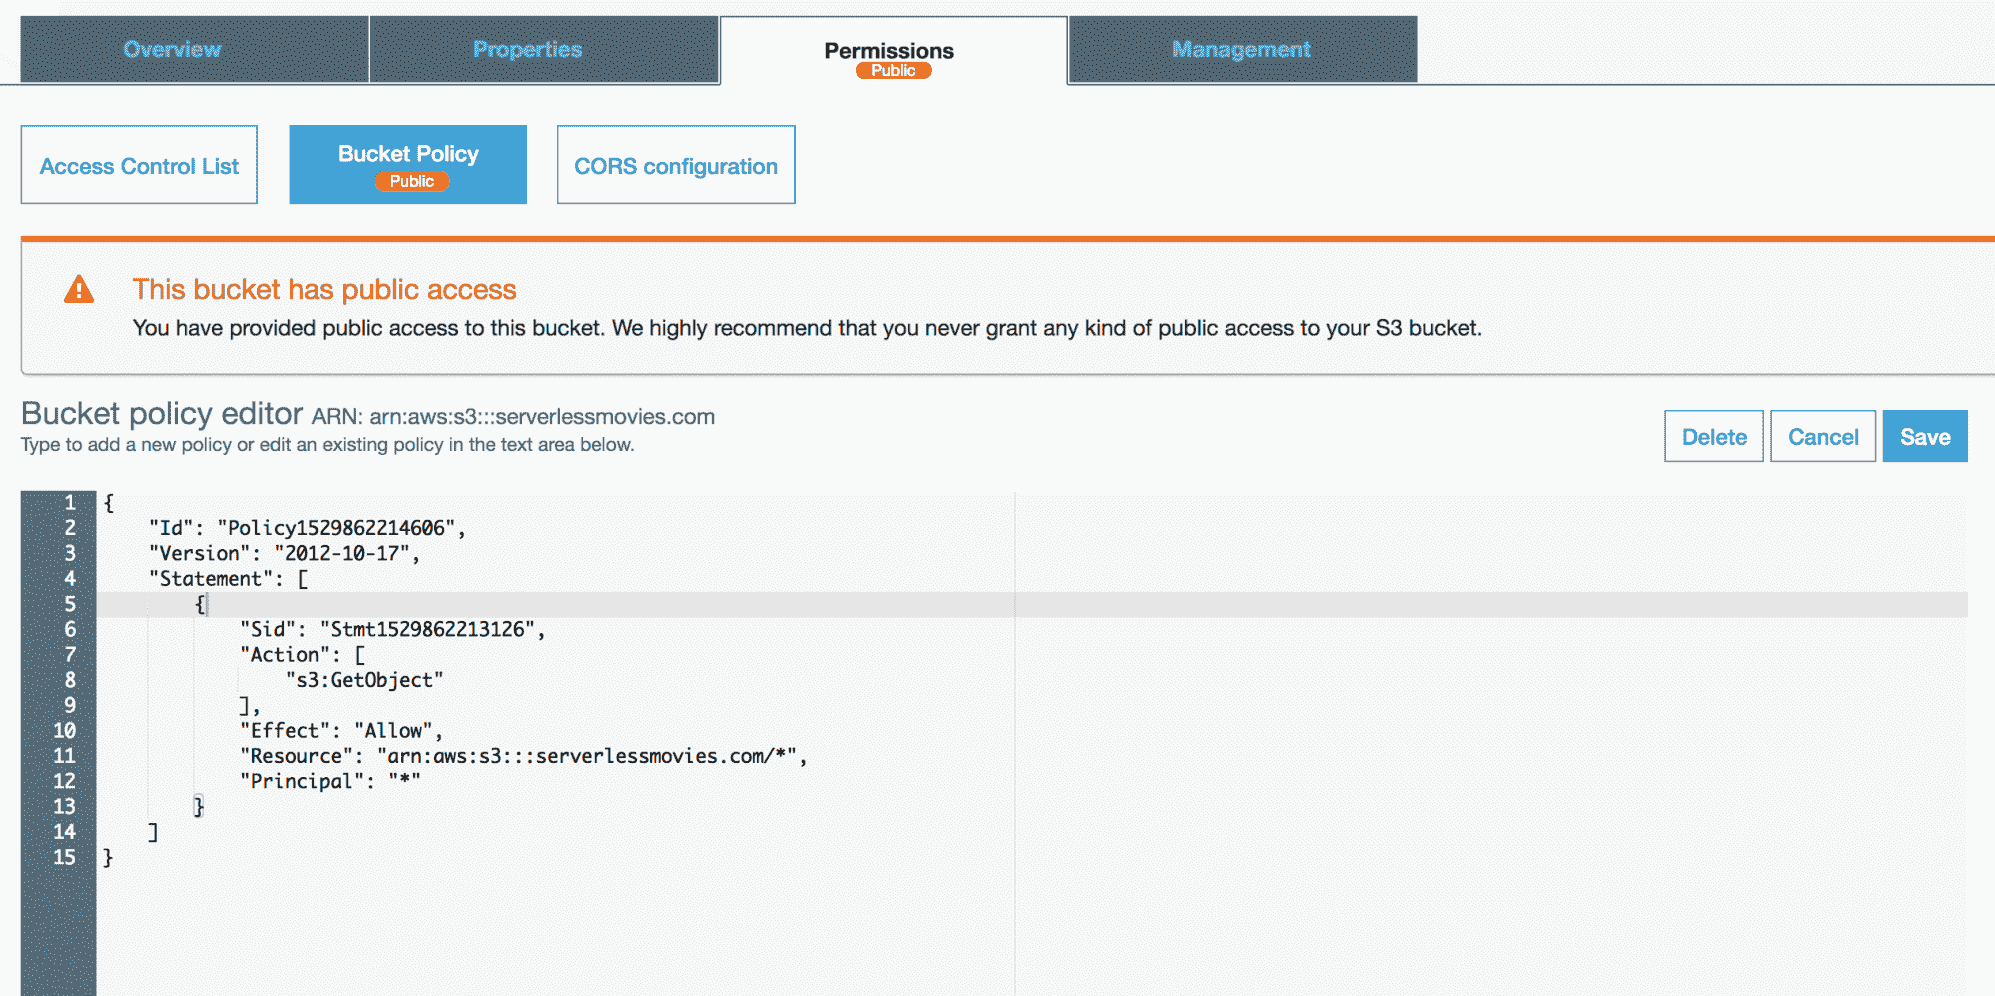 Overview
Properties
Permissions
Public
Management
Access Control List
Bucket Policy
Public
CORS configuration
This bucket has public access
You have provided public access to this bucket. We highly recommend that you never grant any kind of public access to your S3 bucket.
Bucket policy editor ARN: arn:aws:s3:::serverlessmovies.com
Type to add a new policy or edit an existing policy in the text area below.
Delete
Cancel
Save
1 {
2 "Id": "Policy1529862214606",
3 "Version": "2012-10-17",
4 "Statement": [
5 {
6 "Sid": "Stmt1529862213126",
7 "Action": [
8 "s3:GetObject"
9 ],
10 "Effect": "Allow",
11 "Resource": "arn:aws:s3:::serverlessmovies.com/*",
12 "Principal": "*"
13 }
14 ]
15 }